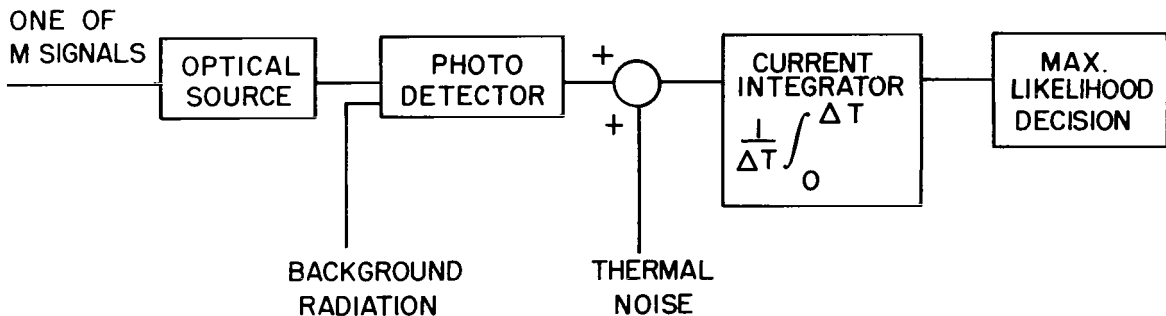 ONE OF
M SIGNALS
OPTICAL
SOURCE
PHOTO
DETECTOR
+
+
CURRENT
INTEGRATOR
1/ΔT ∫ 0 ΔT
MAX.
LIKELIHOOD
DECISION
BACKGROUND
RADIATION
THERMAL
NOISE